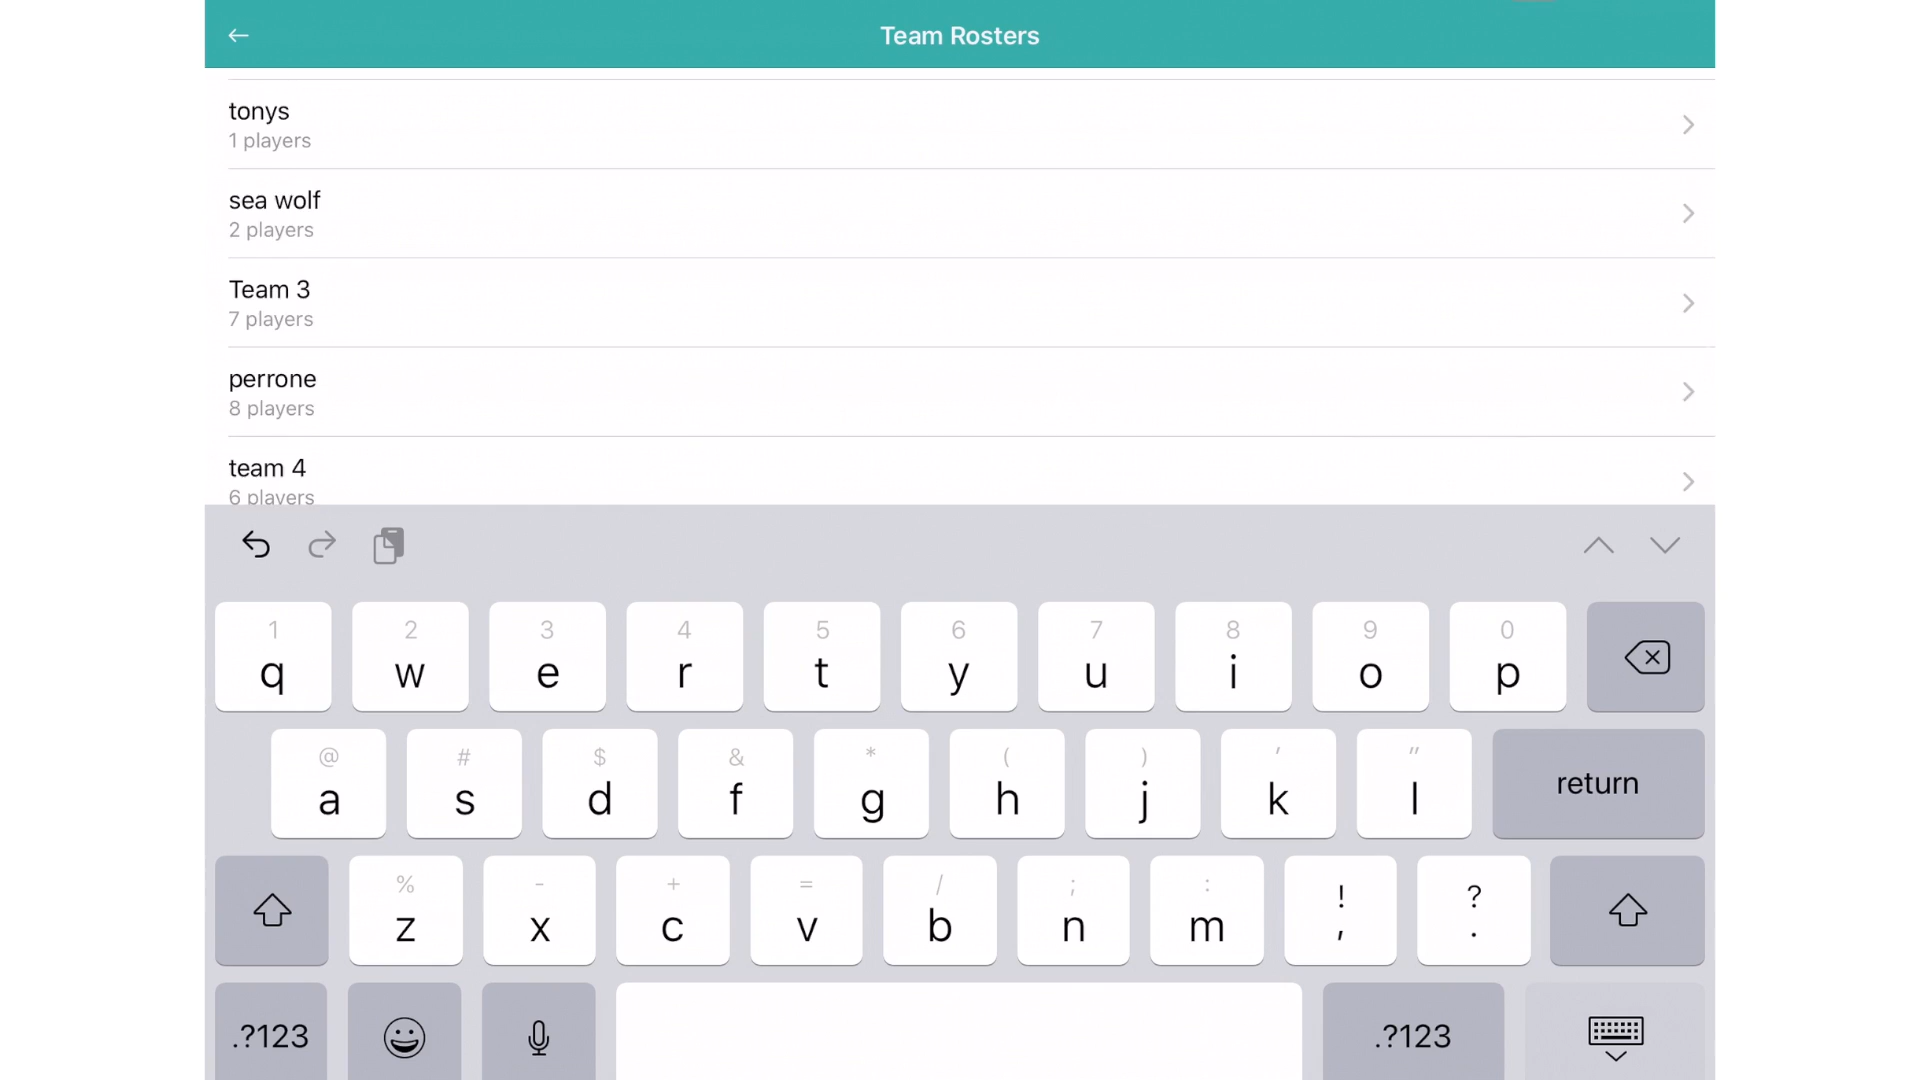 Team Rosters
tonys
1 players
sea wolf
2 players
Team 3
7 players
perrone
8 players
team 4
6 players
1 2 3 4 5 6 7 8 9 0
q w e r t y u i o p
@ # $ & * ( ) ' "
a s d f g h j k l return
% - + = / ; : ! ?
z x c v b n m , .
.?123 .?123